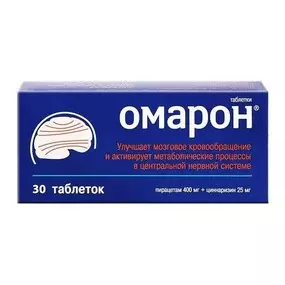 таблетки
омарон®
Улучшает мозговое кровообращение
и активирует метаболические процессы
в центральной нервной системе
30 таблеток
пирацетам 400 мг + циннаризин 25 мг